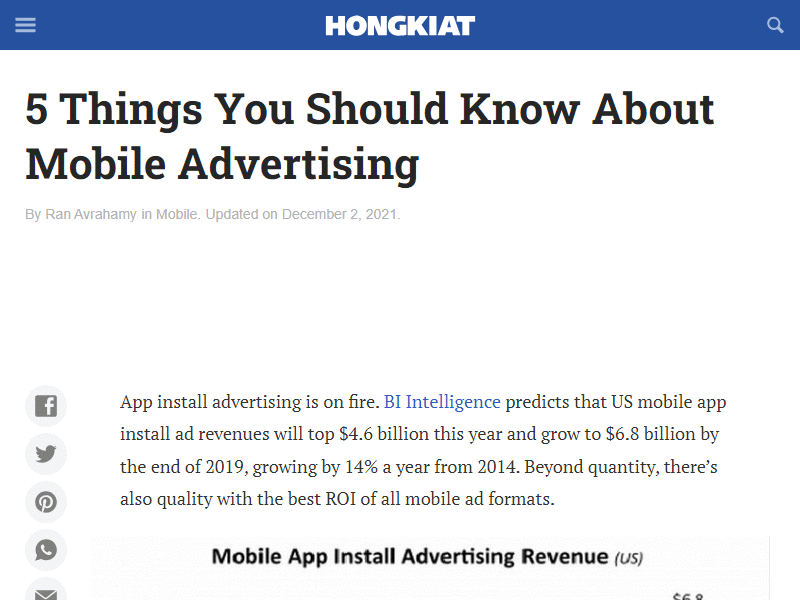 HONGKIAT
5 Things You Should Know About
Mobile Advertising
By Ran Avrahamy in Mobile. Updated on December 2, 2021.
App install advertising is on fire. BI Intelligence predicts that US mobile app
install ad revenues will top $4.6 billion this year and grow to $6.8 billion by
the end of 2019, growing by 14% a year from 2014. Beyond quantity, there’s
also quality with the best ROI of all mobile ad formats.
Mobile App Install Advertising Revenue (US)
$6.8